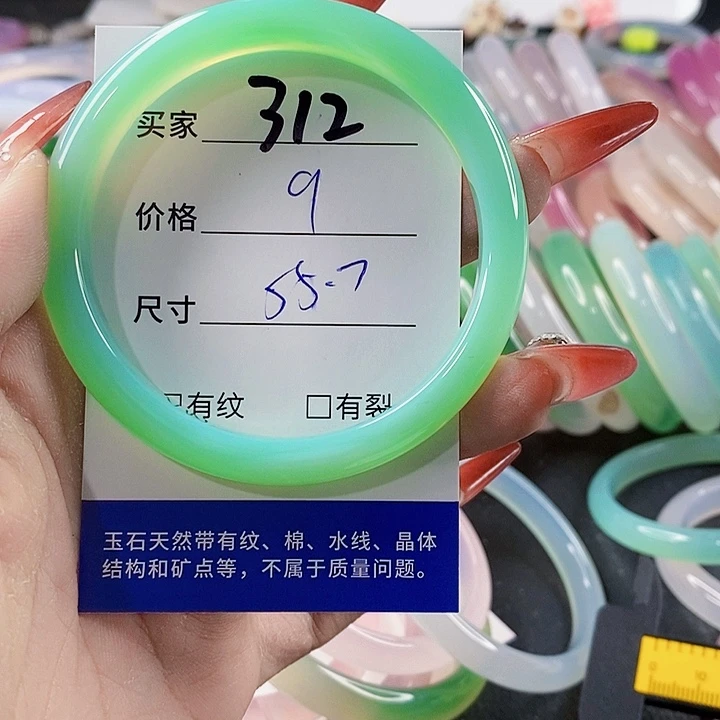 买家 312
价格 9
尺寸 55.7
□有纹 □有裂
玉石天然带有纹、棉、水线、晶体
结构和矿点等，不属于质量问题。
0 10